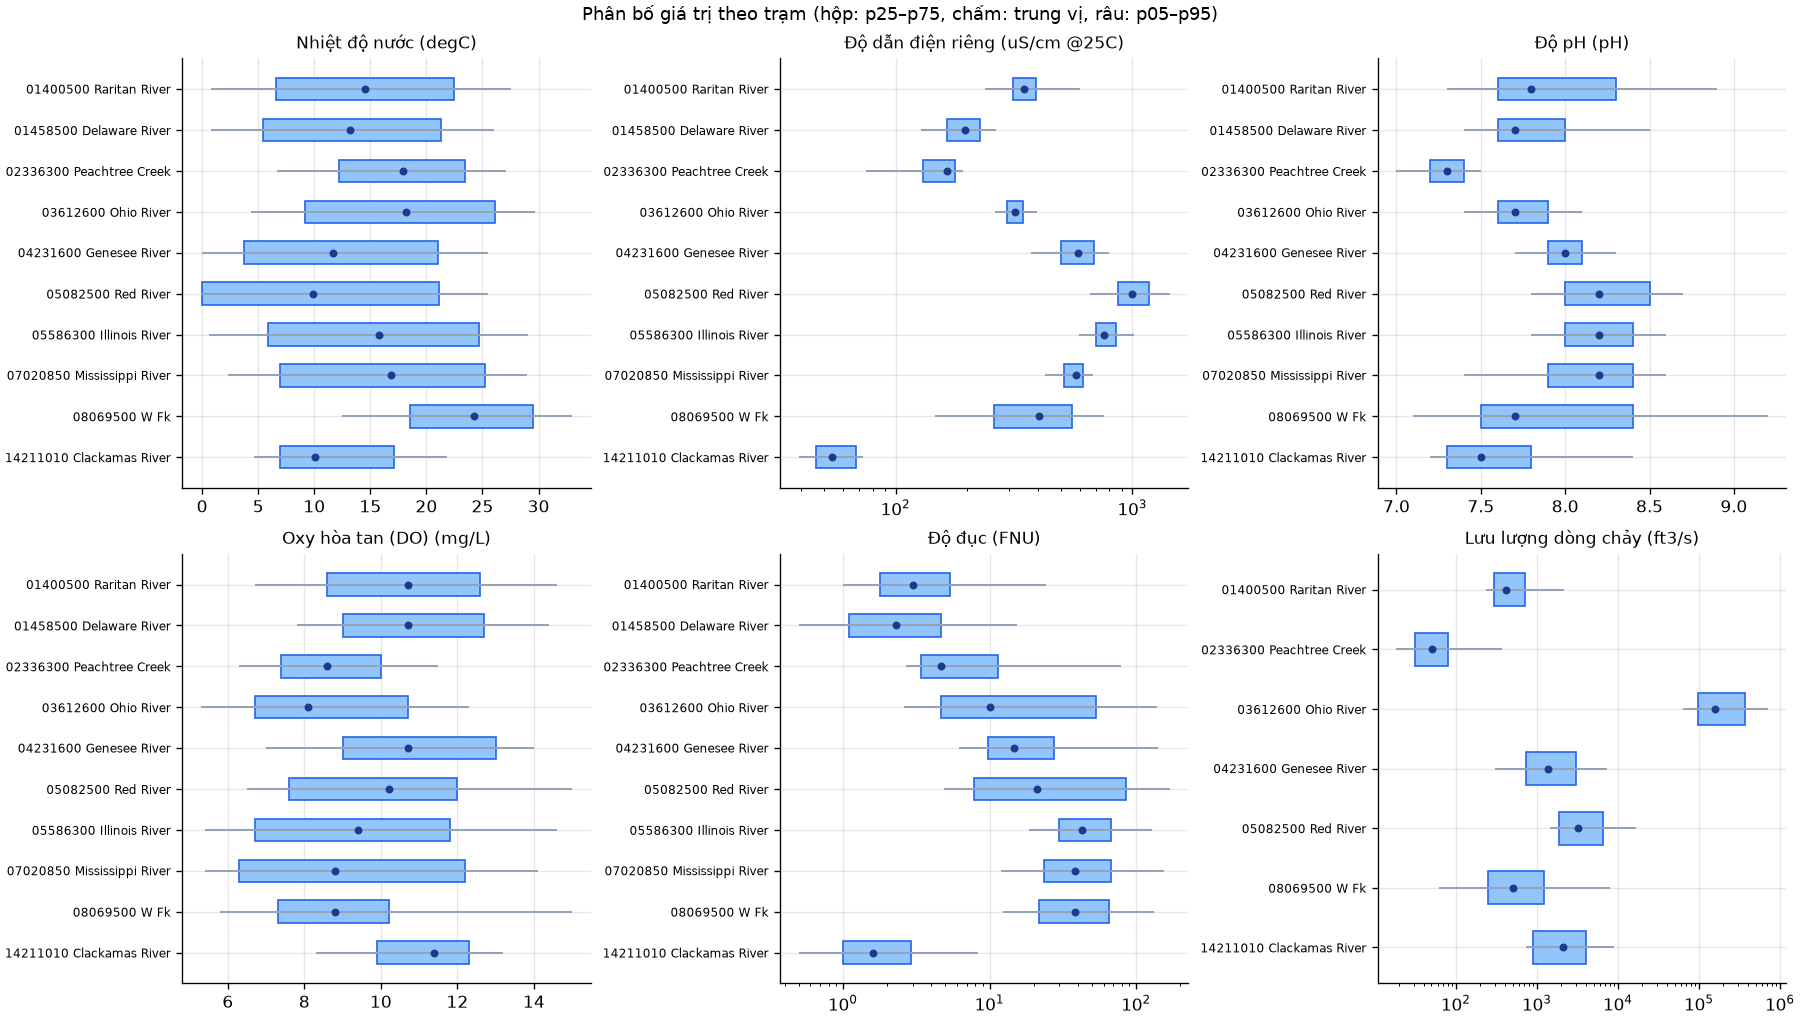 Phân bố giá trị theo trạm (hộp: p25–p75, chấm: trung vị, râu: p05–p95)
Nhiệt độ nước (degC)
01400500 Raritan River
01458500 Delaware River
02336300 Peachtree Creek
03612600 Ohio River
04231600 Genesee River
05082500 Red River
05586300 Illinois River
07020850 Mississippi River
08069500 W Fk
14211010 Clackamas River
0 5 10 15 20 25 30
Độ dẫn điện riêng (uS/cm @25C)
01400500 Raritan River
01458500 Delaware River
02336300 Peachtree Creek
03612600 Ohio River
04231600 Genesee River
05082500 Red River
05586300 Illinois River
07020850 Mississippi River
08069500 W Fk
14211010 Clackamas River
10² 10³
Độ pH (pH)
01400500 Raritan River
01458500 Delaware River
02336300 Peachtree Creek
03612600 Ohio River
04231600 Genesee River
05082500 Red River
05586300 Illinois River
07020850 Mississippi River
08069500 W Fk
14211010 Clackamas River
7.0 7.5 8.0 8.5 9.0
Oxy hòa tan (DO) (mg/L)
01400500 Raritan River
01458500 Delaware River
02336300 Peachtree Creek
03612600 Ohio River
04231600 Genesee River
05082500 Red River
05586300 Illinois River
07020850 Mississippi River
08069500 W Fk
14211010 Clackamas River
6 8 10 12 14
Độ đục (FNU)
01400500 Raritan River
01458500 Delaware River
02336300 Peachtree Creek
03612600 Ohio River
04231600 Genesee River
05082500 Red River
05586300 Illinois River
07020850 Mississippi River
08069500 W Fk
14211010 Clackamas River
10⁰ 10¹ 10²
Lưu lượng dòng chảy (ft3/s)
01400500 Raritan River
02336300 Peachtree Creek
03612600 Ohio River
04231600 Genesee River
05082500 Red River
08069500 W Fk
14211010 Clackamas River
10² 10³ 10⁴ 10⁵ 10⁶